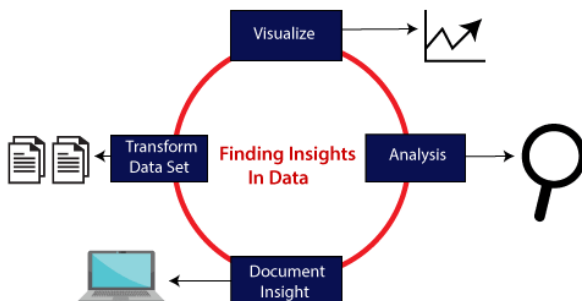 Visualize
Transform
Data Set
Finding Insights
In Data
Analysis
Document
Insight